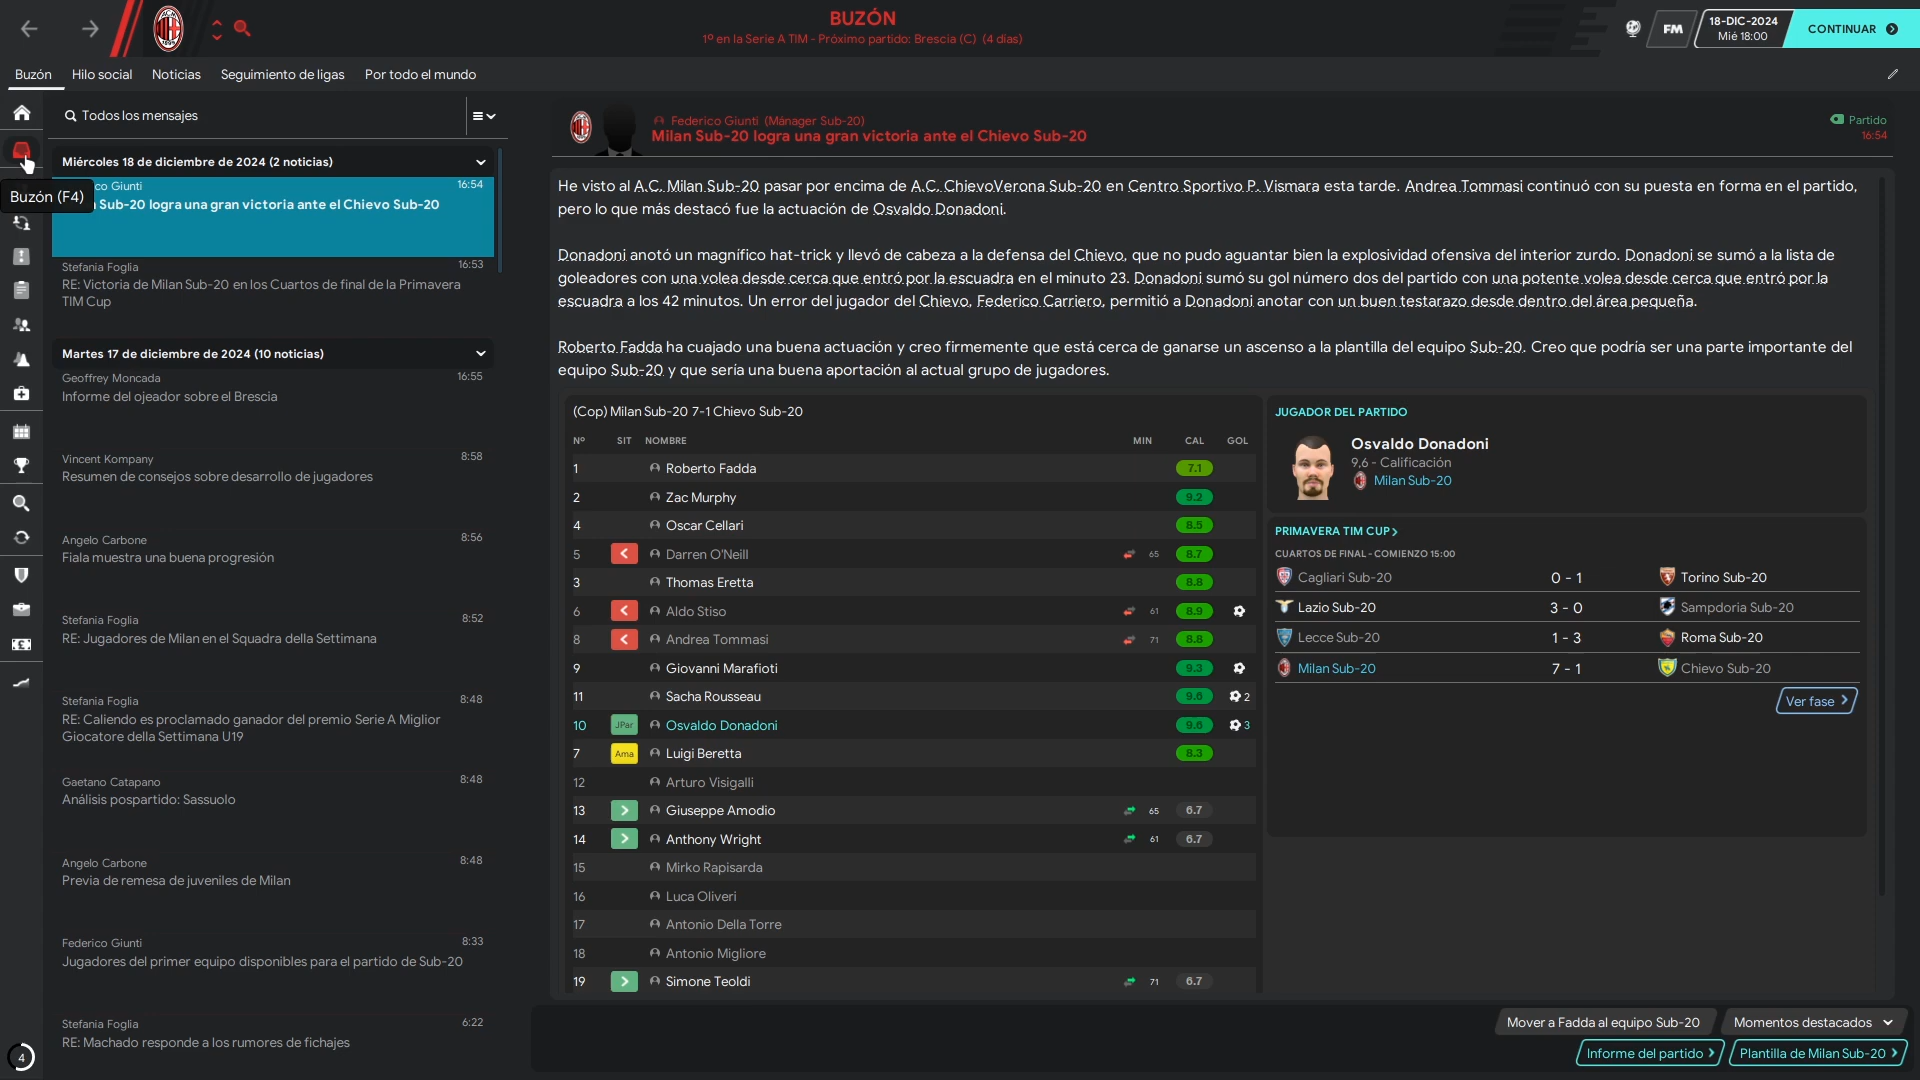 BUZÓN
1º en la Serie A TIM - Próximo partido: Brescia (C) (4 días)
FM
18-DIC-2024
Mié 18:00
CONTINUAR
Buzón
Hilo social
Noticias
Seguimiento de ligas
Por todo el mundo
Todos los mensajes
Miércoles 18 de diciembre de 2024 (2 noticias)
co Giunti
16:54
Sub-20 logra una gran victoria ante el Chievo Sub-20
Buzón (F4)
Stefania Foglia
16:53
RE: Victoria de Milan Sub-20 en los Cuartos de final de la Primavera
TIM Cup
Martes 17 de diciembre de 2024 (10 noticias)
Geoffrey Moncada
16:55
Informe del ojeador sobre el Brescia
Vincent Kompany
8:58
Resumen de consejos sobre desarrollo de jugadores
Angelo Carbone
8:56
Fiala muestra una buena progresión
Stefania Foglia
8:52
RE: Jugadores de Milan en el Squadra della Settimana
Stefania Foglia
8:48
RE: Caliendo es proclamado ganador del premio Serie A Miglior
Giocatore della Settimana U19
Gaetano Catapano
8:48
Análisis pospartido: Sassuolo
Angelo Carbone
8:48
Previa de remesa de juveniles de Milan
Federico Giunti
8:33
Jugadores del primer equipo disponibles para el partido de Sub-20
Stefania Foglia
6:22
RE: Machado responde a los rumores de fichajes
4
Federico Giunti (Mánager Sub-20)
Milan Sub-20 logra una gran victoria ante el Chievo Sub-20
Partido
16:54
He visto al A.C. Milan Sub-20 pasar por encima de A.C. ChievoVerona Sub-20 en Centro Sportivo P. Vismara esta tarde. Andrea Tommasi continuó con su puesta en forma en el partido,
pero lo que más destacó fue la actuación de Osvaldo Donadoni.
Donadoni anotó un magnífico hat-trick y llevó de cabeza a la defensa del Chievo, que no pudo aguantar bien la explosividad ofensiva del interior zurdo. Donadoni se sumó a la lista de
goleadores con una volea desde cerca que entró por la escuadra en el minuto 23. Donadoni sumó su gol número dos del partido con una potente volea desde cerca que entró por la
escuadra a los 42 minutos. Un error del jugador del Chievo, Federico Carriero, permitió a Donadoni anotar con un buen testarazo desde dentro del área pequeña.
Roberto Fadda ha cuajado una buena actuación y creo firmemente que está cerca de ganarse un ascenso a la plantilla del equipo Sub-20. Creo que podría ser una parte importante del
equipo Sub-20 y que sería una buena aportación al actual grupo de jugadores.
(Cop) Milan Sub-20 7-1 Chievo Sub-20
Nº SIT NOMBRE MIN CAL GOL
1 Roberto Fadda 7.1
2 Zac Murphy 9.2
4 Oscar Cellari 8.5
5 Darren O'Neill 65 8.7
3 Thomas Eretta 8.8
6 Aldo Stiso 61 8.9
8 Andrea Tommasi 71 8.8
9 Giovanni Marafioti 9.3
11 Sacha Rousseau 9.6 2
10 JPar Osvaldo Donadoni 9.6 3
7 Ama Luigi Beretta 8.3
12 Arturo Visigalli
13 Giuseppe Amodio 65 6.7
14 Anthony Wright 61 6.7
15 Mirko Rapisarda
16 Luca Oliveri
17 Antonio Della Torre
18 Antonio Migliore
19 Simone Teoldi 71 6.7
JUGADOR DEL PARTIDO
Osvaldo Donadoni
9,6 - Calificación
Milan Sub-20
PRIMAVERA TIM CUP
CUARTOS DE FINAL - COMIENZO 15:00
Cagliari Sub-20 0 - 1 Torino Sub-20
Lazio Sub-20 3 - 0 Sampdoria Sub-20
Lecce Sub-20 1 - 3 Roma Sub-20
Milan Sub-20 7 - 1 Chievo Sub-20
Ver fase
Mover a Fadda al equipo Sub-20
Momentos destacados
Informe del partido
Plantilla de Milan Sub-20